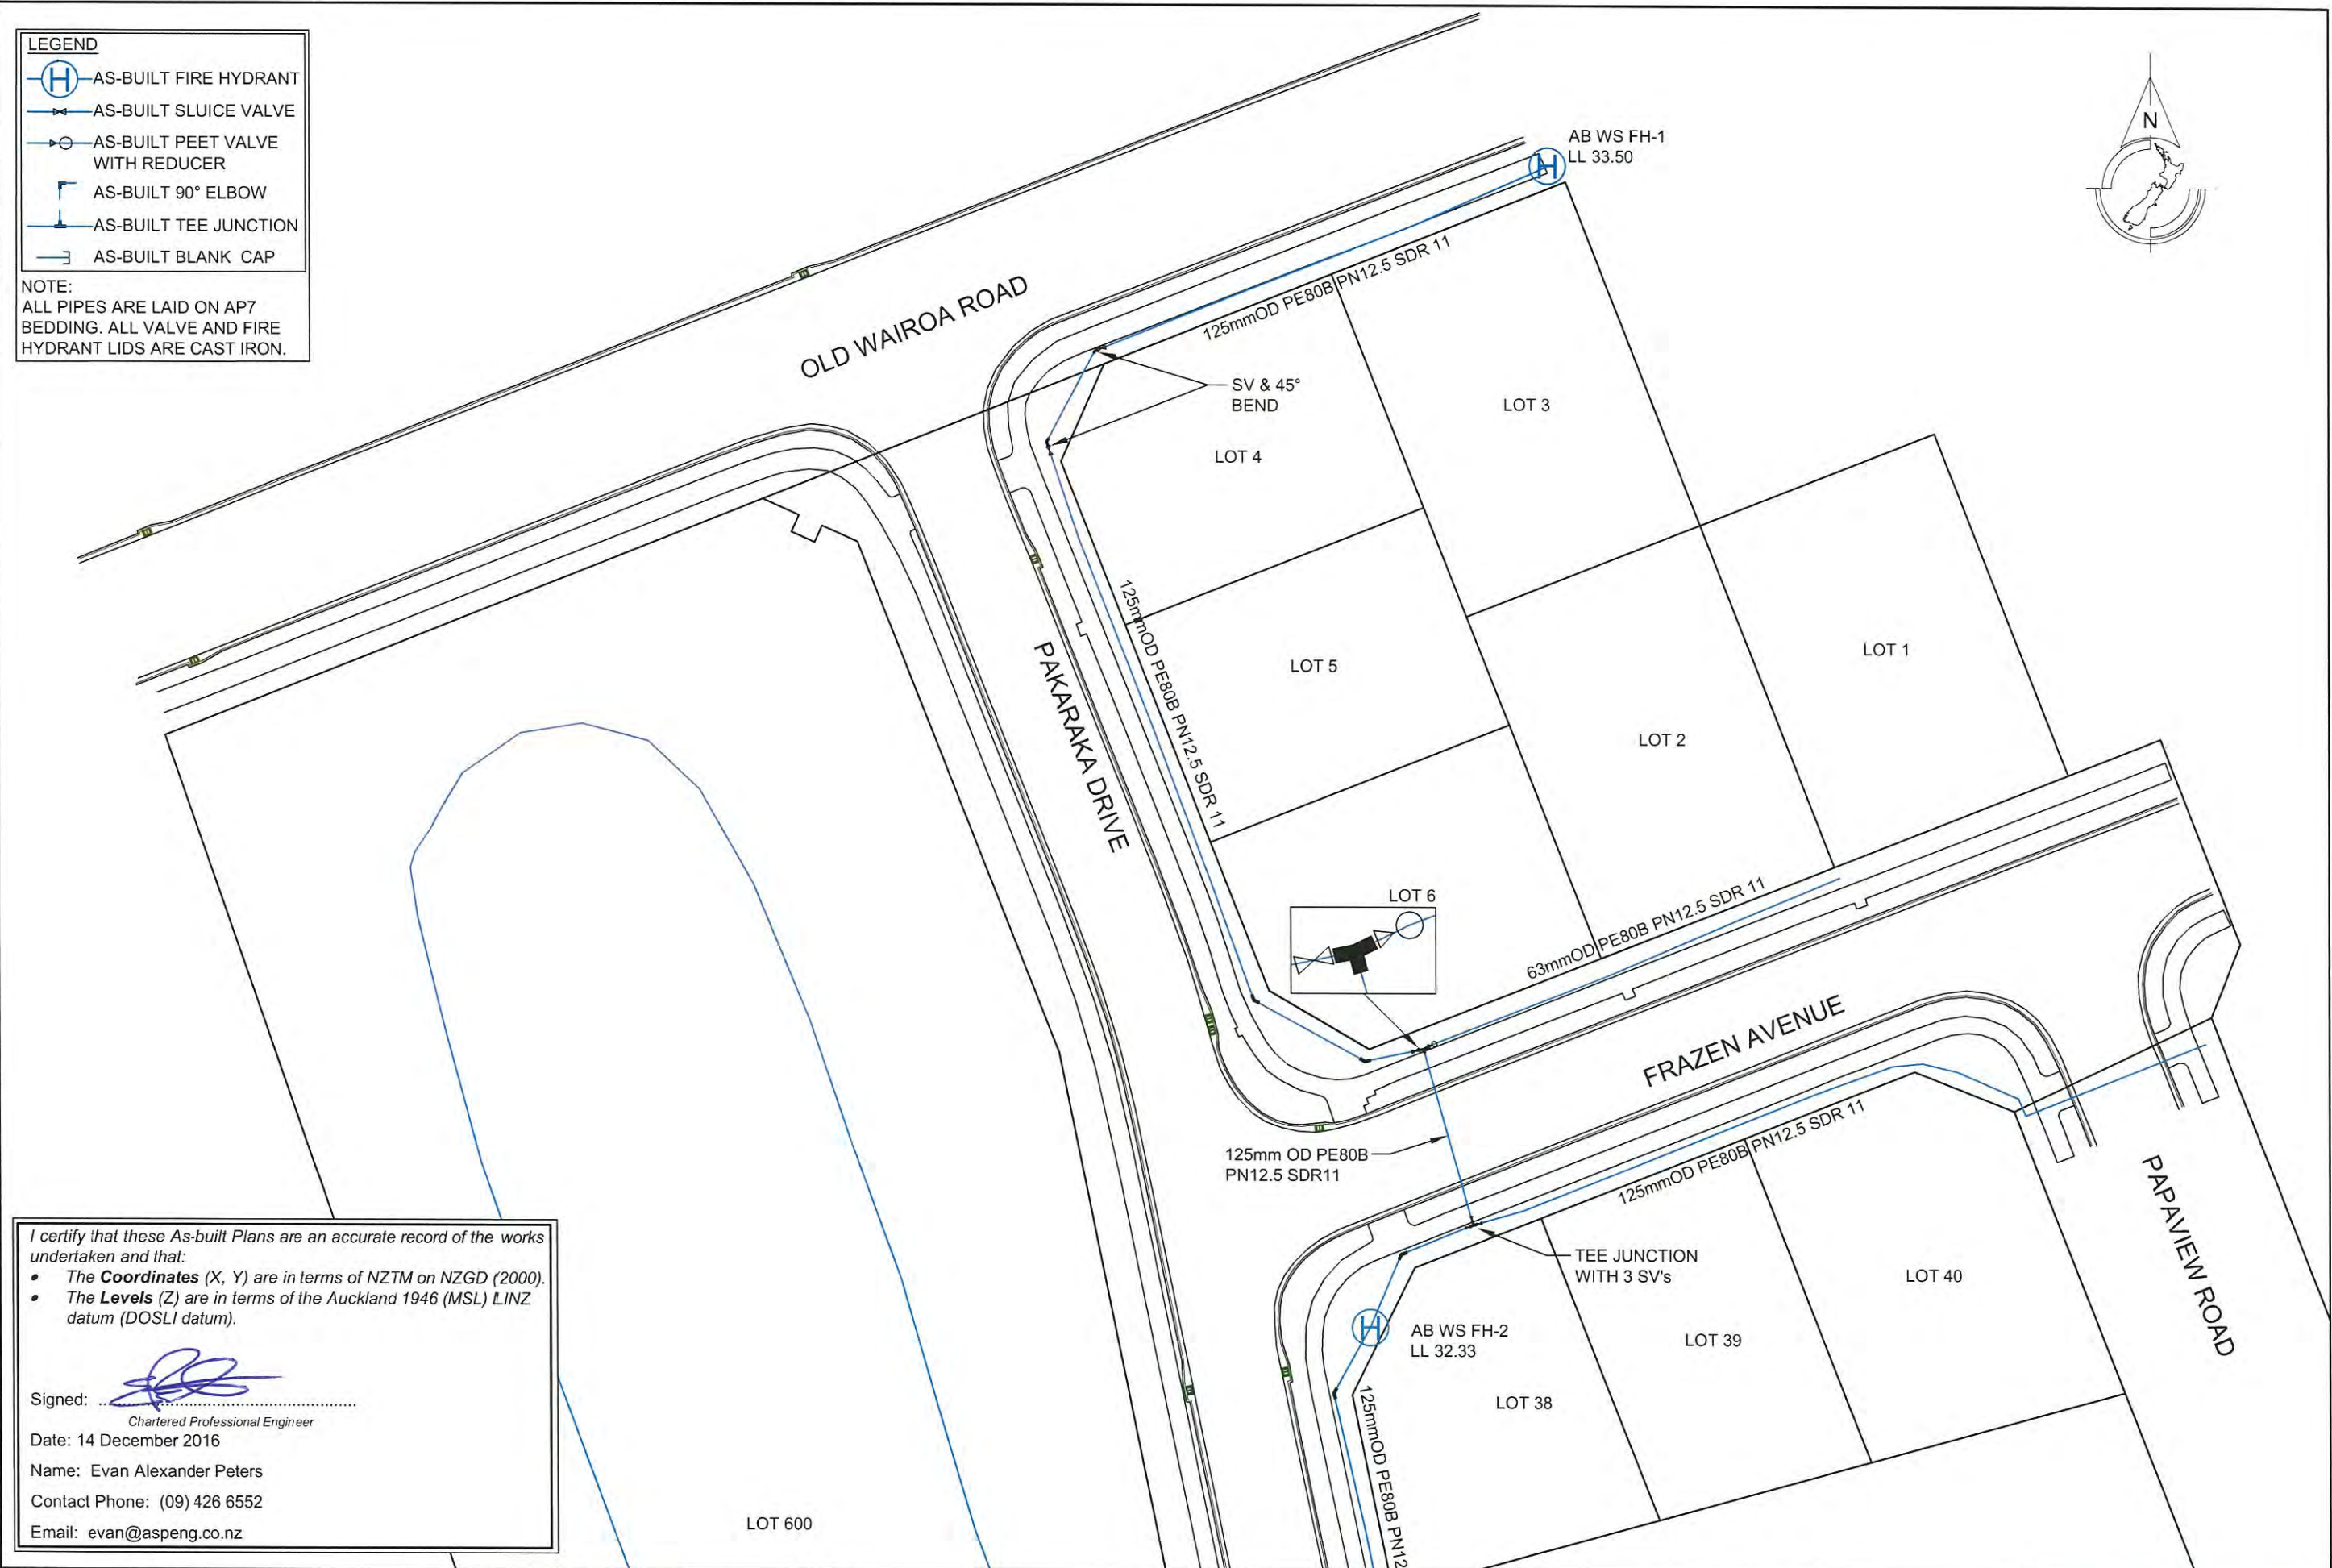 LEGEND
H AS-BUILT FIRE HYDRANT
AS-BUILT SLUICE VALVE
AS-BUILT PEET VALVE
WITH REDUCER
AS-BUILT 90° ELBOW
AS-BUILT TEE JUNCTION
AS-BUILT BLANK CAP
NOTE:
ALL PIPES ARE LAID ON AP7
BEDDING. ALL VALVE AND FIRE
HYDRANT LIDS ARE CAST IRON.
N
AB WS FH-1
LL 33.50
H
125mmOD PE80B PN12.5 SDR 11
OLD WAIROA ROAD
SV & 45°
BEND
LOT 3
LOT 4
125mmOD PE80B PN12.5 SDR 11
PAKARAKA DRIVE
LOT 5
LOT 1
LOT 2
LOT 6
63mmOD PE80B PN12.5 SDR 11
FRAZEN AVENUE
125mm OD PE80B
PN12.5 SDR11
125mmOD PE80B PN12.5 SDR 11
PAPAVIEW ROAD
TEE JUNCTION
WITH 3 SV's
LOT 40
H
AB WS FH-2
LL 32.33
LOT 39
LOT 38
125mmOD PE80B PN12
LOT 600
I certify that these As-built Plans are an accurate record of the works
undertaken and that:
• The Coordinates (X, Y) are in terms of NZTM on NZGD (2000).
• The Levels (Z) are in terms of the Auckland 1946 (MSL) LINZ
datum (DOSLI datum).
Signed:
Chartered Professional Engineer
Date: 14 December 2016
Name: Evan Alexander Peters
Contact Phone: (09) 426 6552
Email: evan@aspeng.co.nz